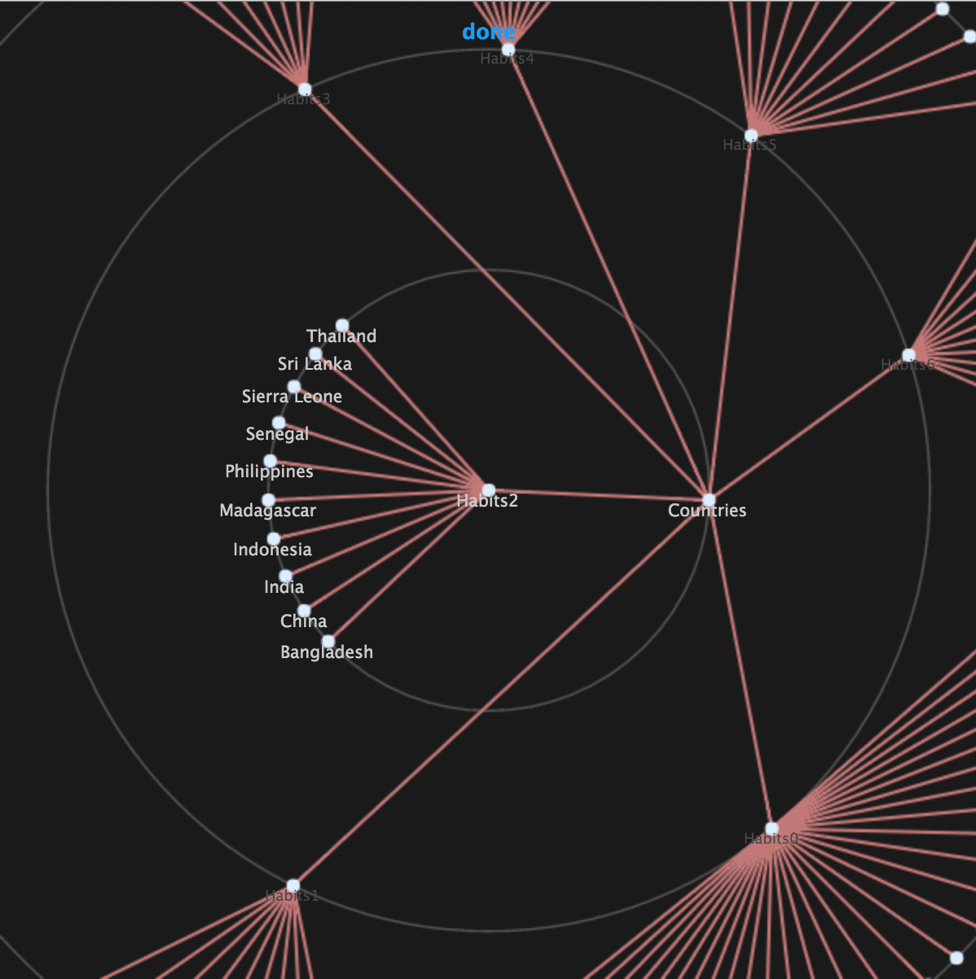 done
Habits4
Habits3
Habits5
Thailand
Sri Lanka
Habits6
Sierra Leone
Senegal
Philippines
Habits2
Madagascar
Countries
Indonesia
India
China
Bangladesh
Habits0
Habits1